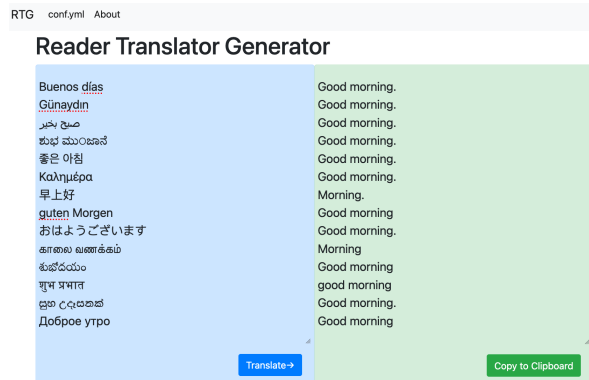 RTG conf.yml About
Reader Translator Generator
Buenos días
Günaydın
صبح بخیر
ಶುಭ ಮುಂಜಾನೆ
좋은 아침
Καλημέρα
早上好
guten Morgen
おはようございます
காலை வணக்கம்
శుభోదయం
शुभ प्रभात
සුභ උදෑසනක්
Доброе утро
Translate→
Good morning.
Good morning.
Good morning.
Good morning.
Good morning.
Good morning.
Morning.
Good morning
Good morning.
Morning
Good morning
good morning
Good morning.
Good morning
Copy to Clipboard